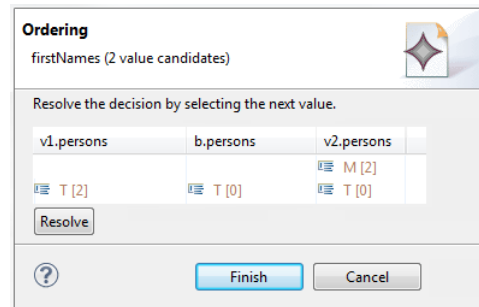 Ordering
firstNames (2 value candidates)
Resolve the decision by selecting the next value.
v1.persons b.persons v2.persons
M [2]
T [2] T [0] T [0]
Resolve
? Finish Cancel